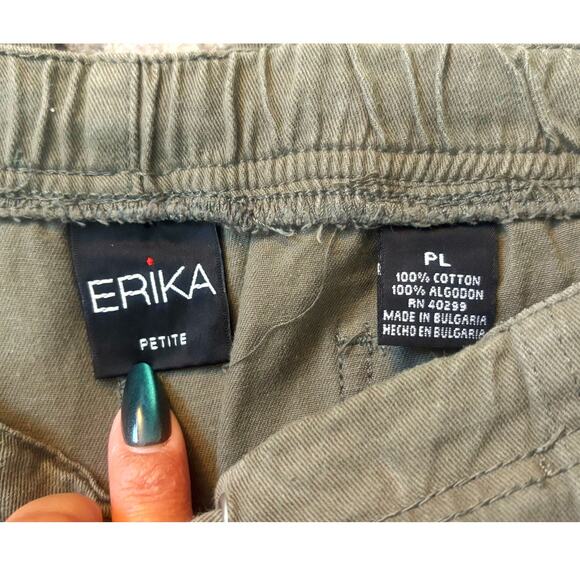 ERIKA
PETITE
PL
100% COTTON
100% ALGODON
RN 40299
MADE IN BULGARIA
HECHO EN BULGARIA